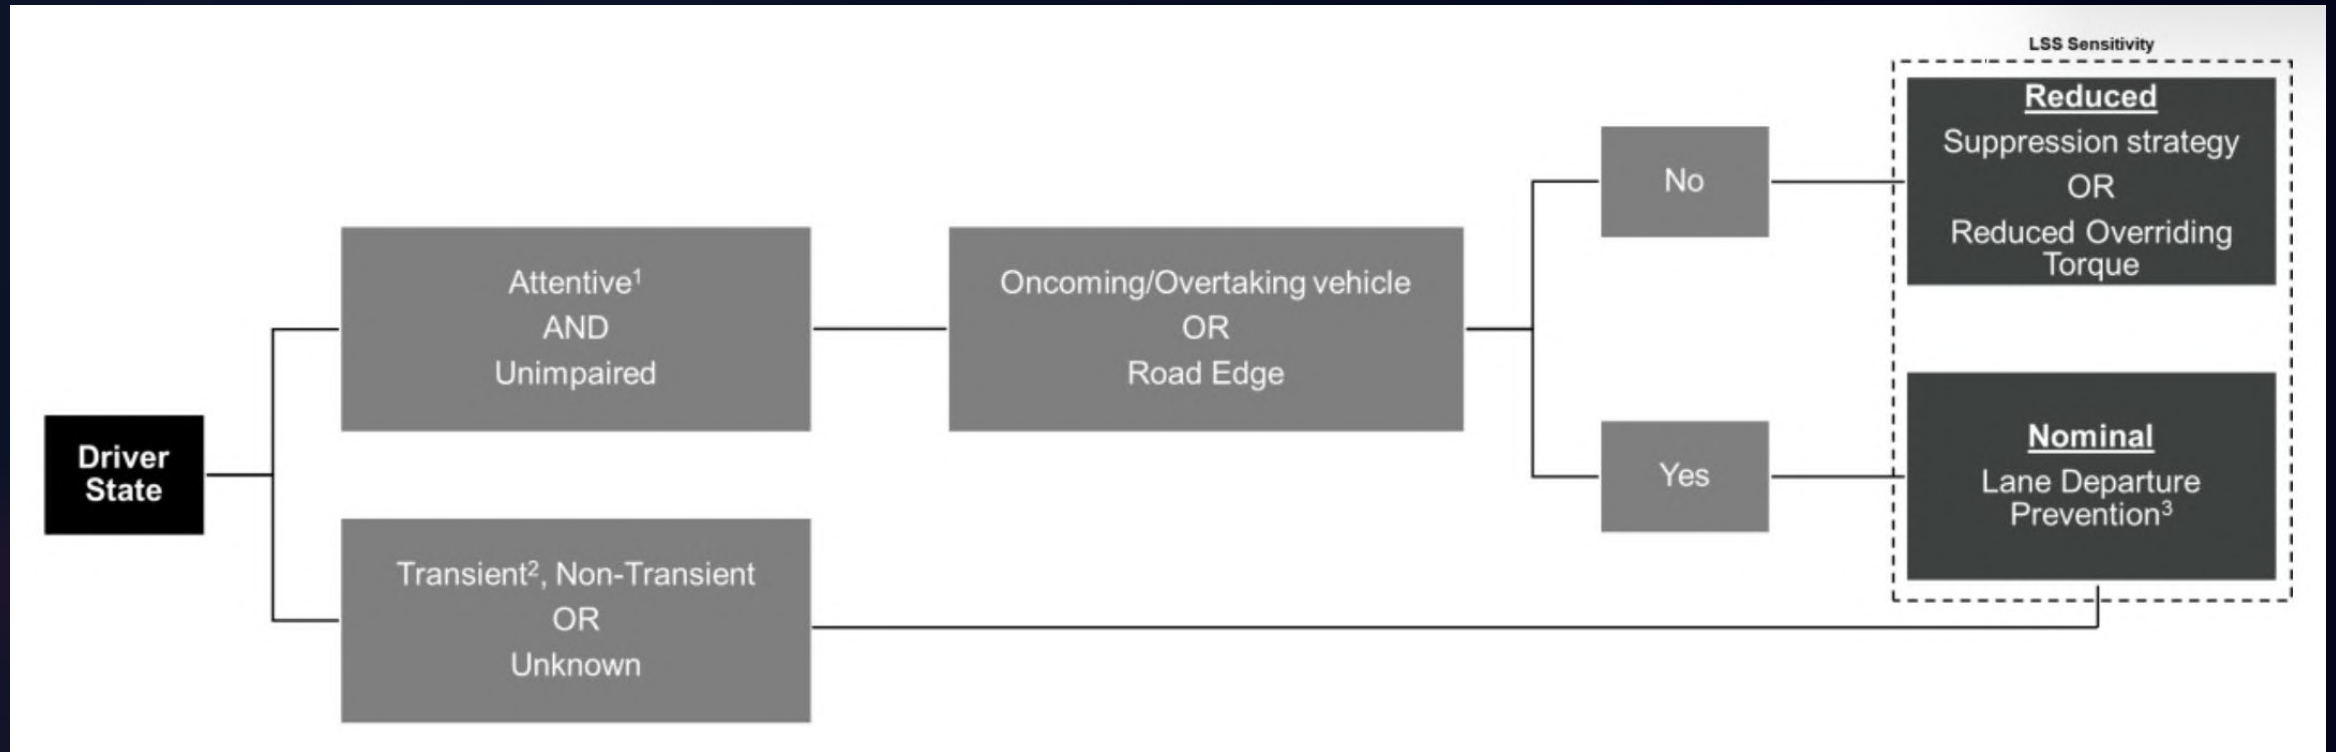 LSS Sensitivity
Reduced
Suppression strategy
OR
Reduced Overriding
Torque
No
Attentive¹
AND
Unimpaired
Oncoming/Overtaking vehicle
OR
Road Edge
Driver
State
Yes
Nominal
Lane Departure
Prevention³
Transient², Non-Transient
OR
Unknown